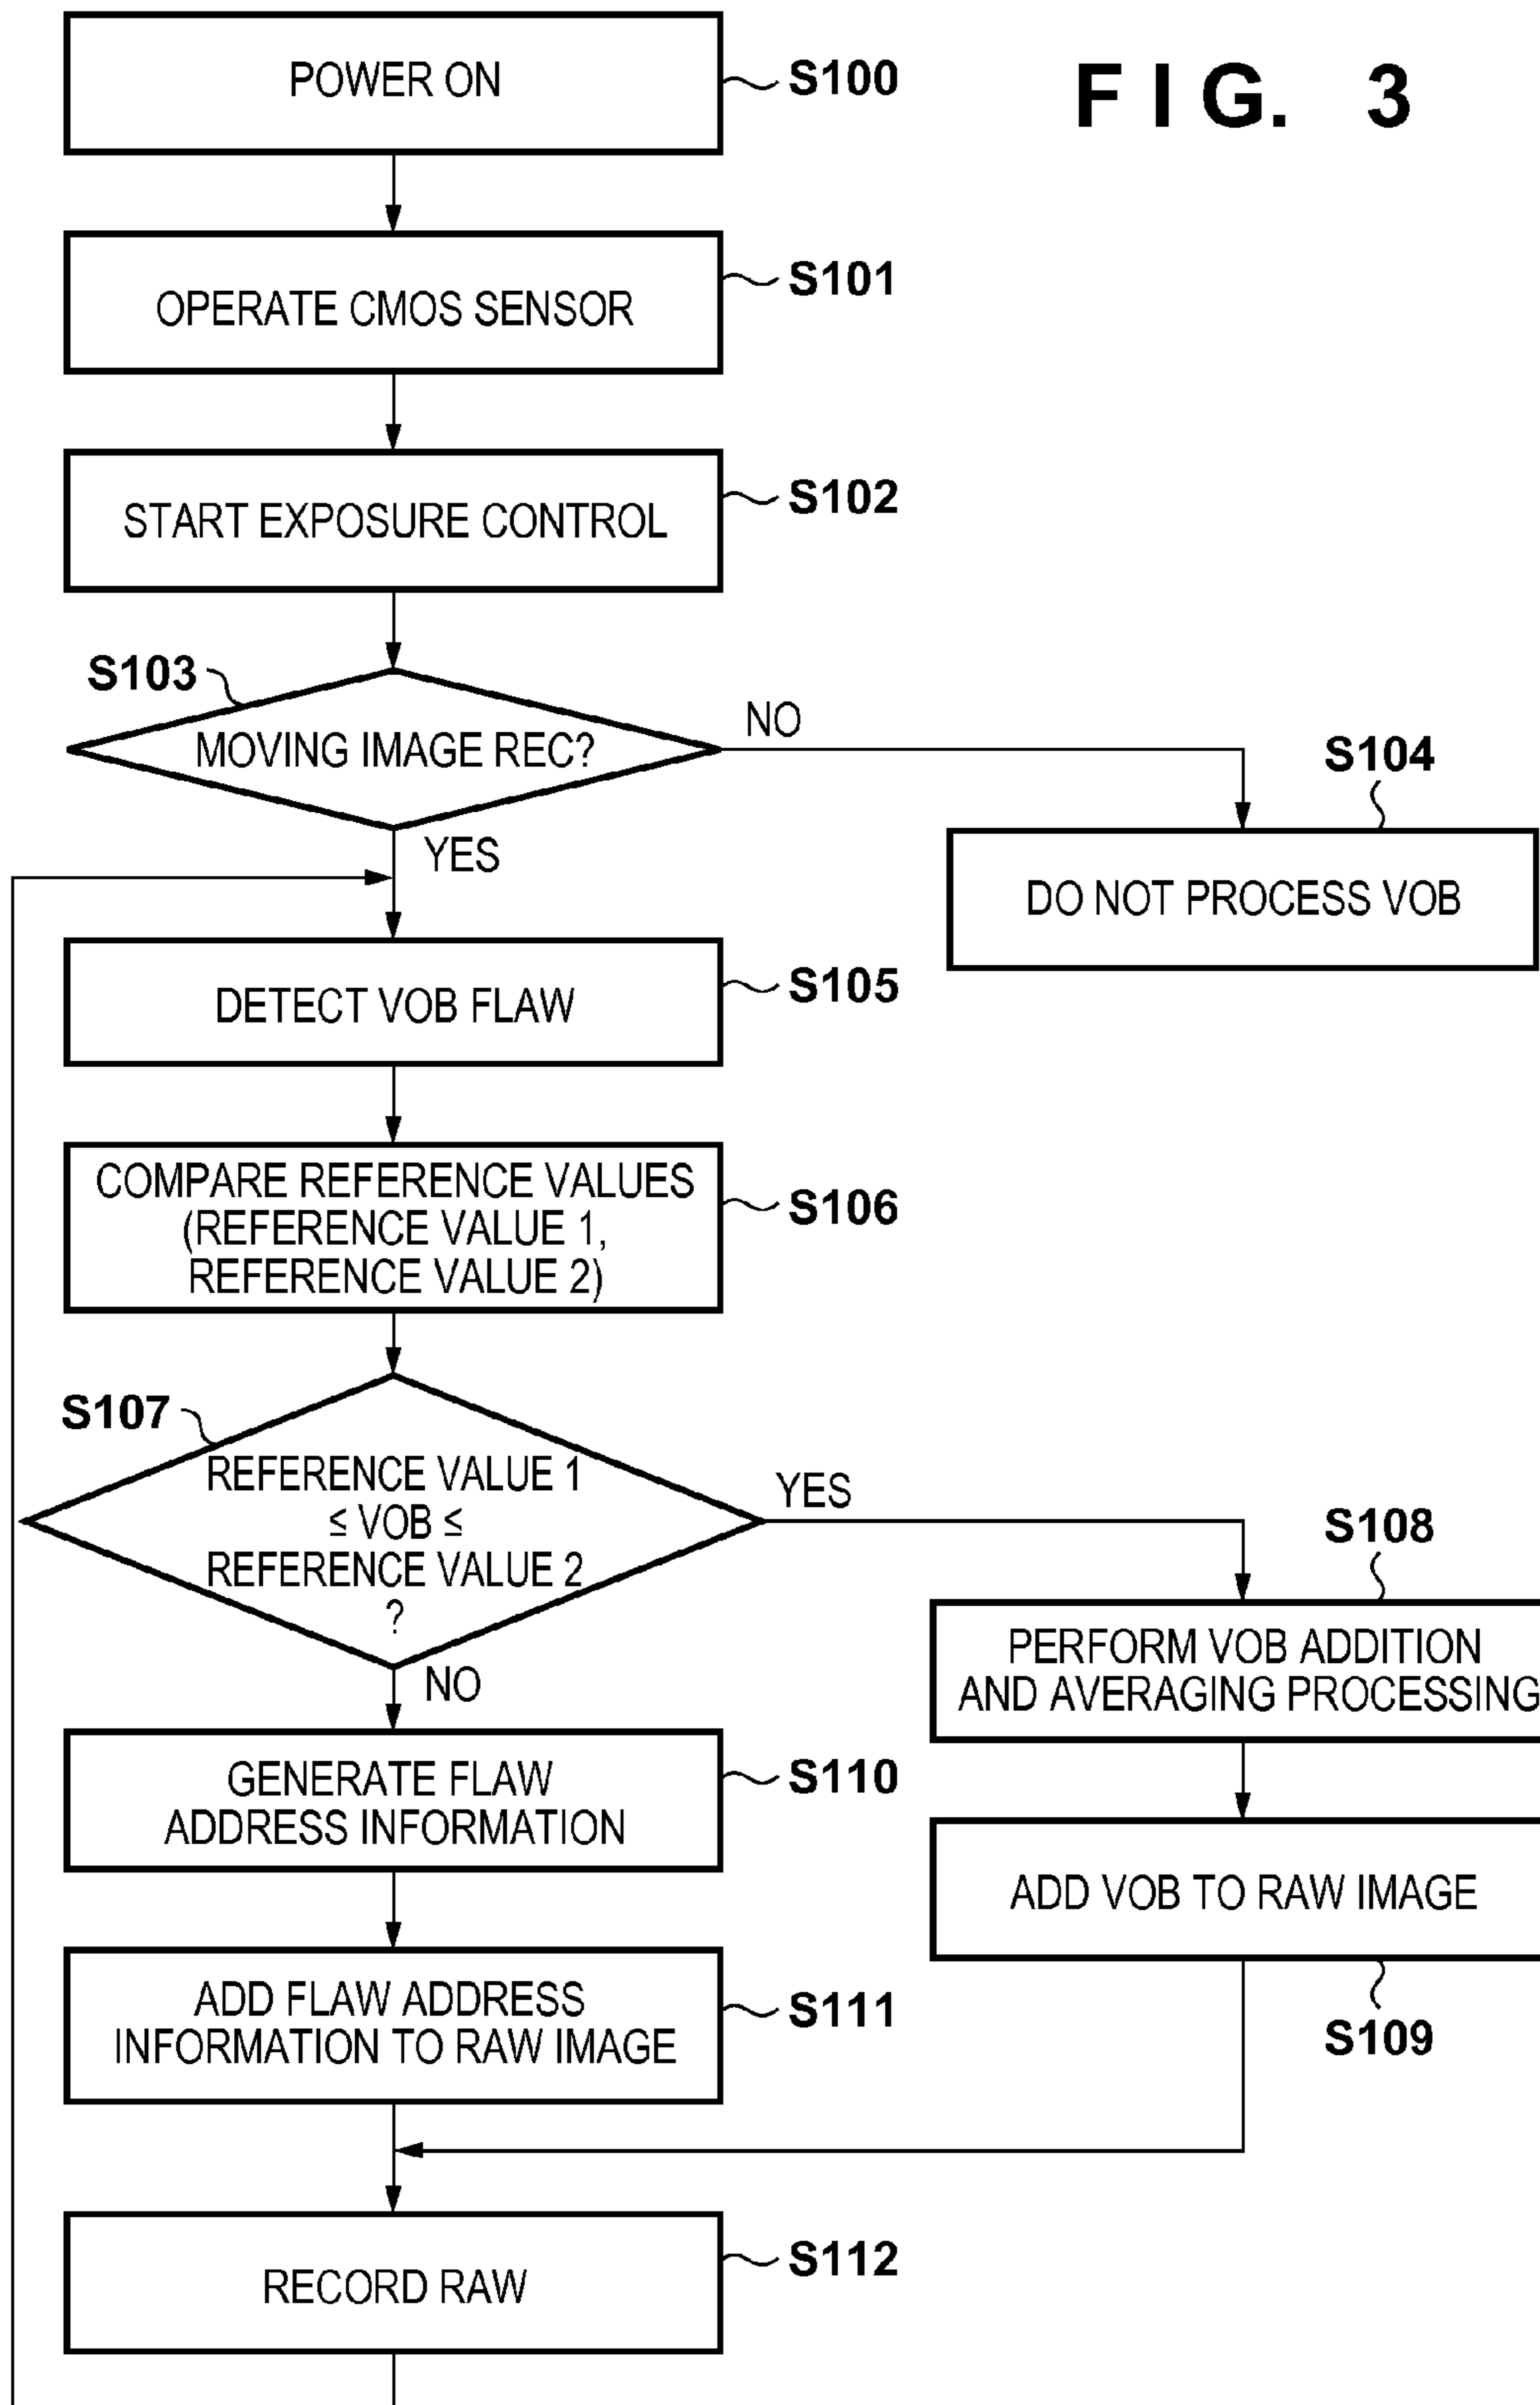 FIG. 3
POWER ON
S100
OPERATE CMOS SENSOR
S101
START EXPOSURE CONTROL
S102
S103
MOVING IMAGE REC?
NO
YES
S104
DO NOT PROCESS VOB
DETECT VOB FLAW
S105
COMPARE REFERENCE VALUES
(REFERENCE VALUE 1,
REFERENCE VALUE 2)
S106
S107
REFERENCE VALUE 1
≤ VOB ≤
REFERENCE VALUE 2
?
YES
NO
S108
PERFORM VOB ADDITION
AND AVERAGING PROCESSING
ADD VOB TO RAW IMAGE
S109
GENERATE FLAW
ADDRESS INFORMATION
S110
ADD FLAW ADDRESS
INFORMATION TO RAW IMAGE
S111
RECORD RAW
S112